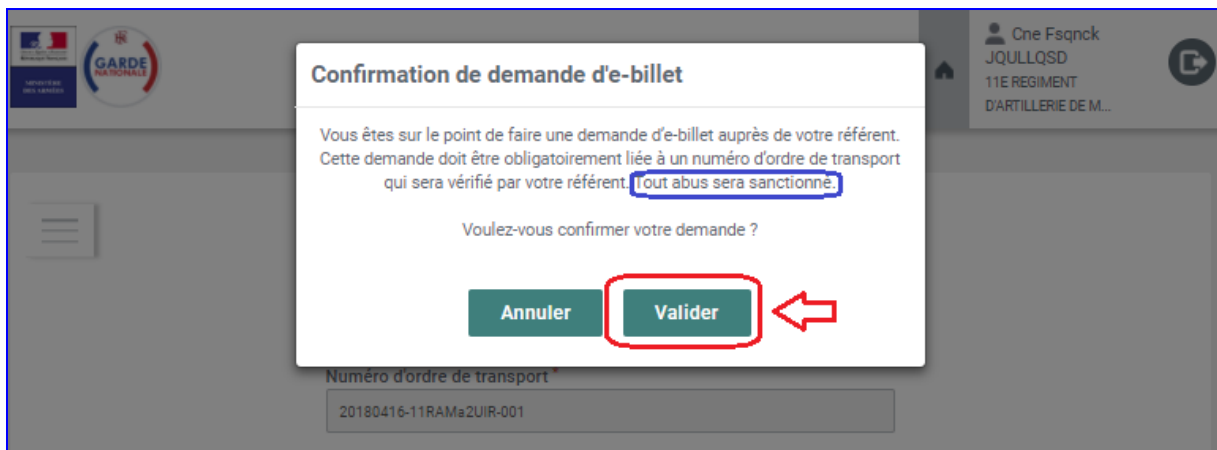 GARDE
NATIONALE
MINISTÈRE
DES ARMÉES
Cne Fsqnck
JQULLQSD
11E REGIMENT
D'ARTILLERIE DE M...
Confirmation de demande d'e-billet
Vous êtes sur le point de faire une demande d'e-billet auprès de votre référent.
Cette demande doit être obligatoirement liée à un numéro d'ordre de transport
qui sera vérifié par votre référent. Tout abus sera sanctionné.
Voulez-vous confirmer votre demande ?
Annuler
Valider
Numéro d'ordre de transport *
20180416-11RAMa2UIR-001